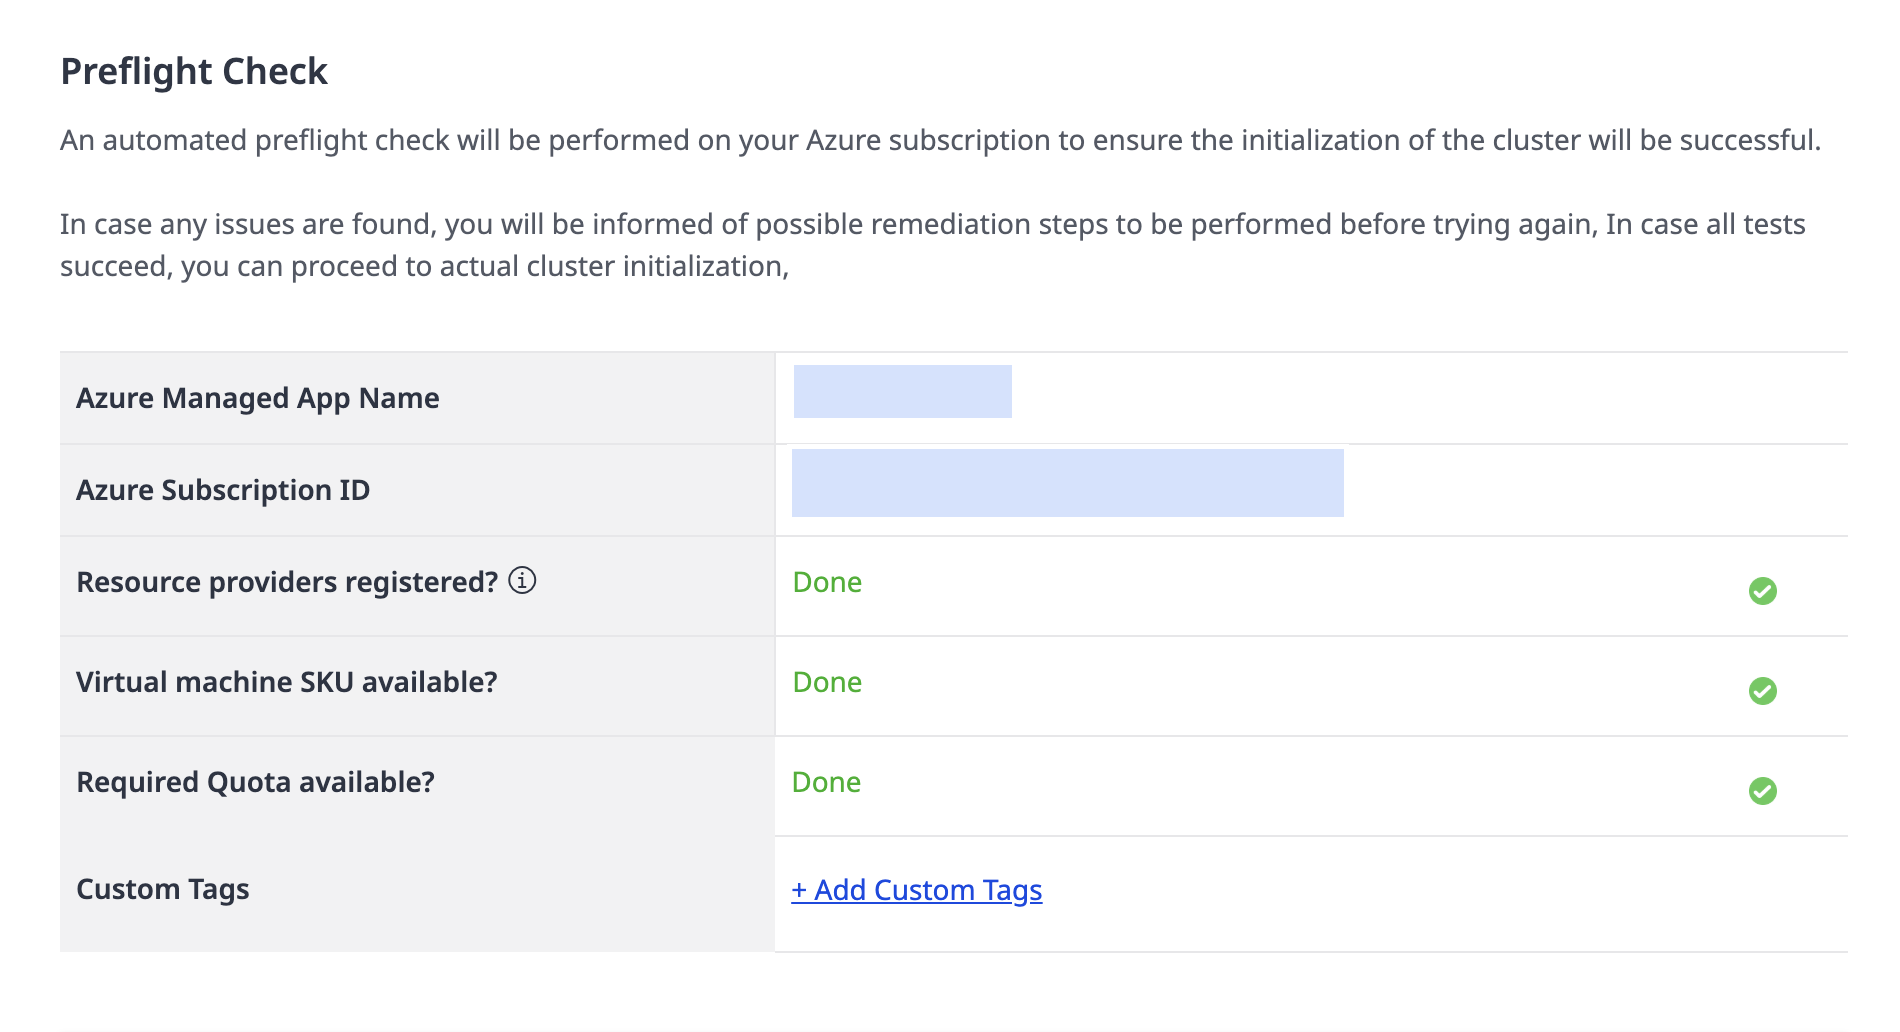 Preflight Check
An automated preflight check will be performed on your Azure subscription to ensure the initialization of the cluster will be successful.
In case any issues are found, you will be informed of possible remediation steps to be performed before trying again, In case all tests
succeed, you can proceed to actual cluster initialization,
Azure Managed App Name
Azure Subscription ID
Resource providers registered? Done
Virtual machine SKU available? Done
Required Quota available? Done
Custom Tags + Add Custom Tags